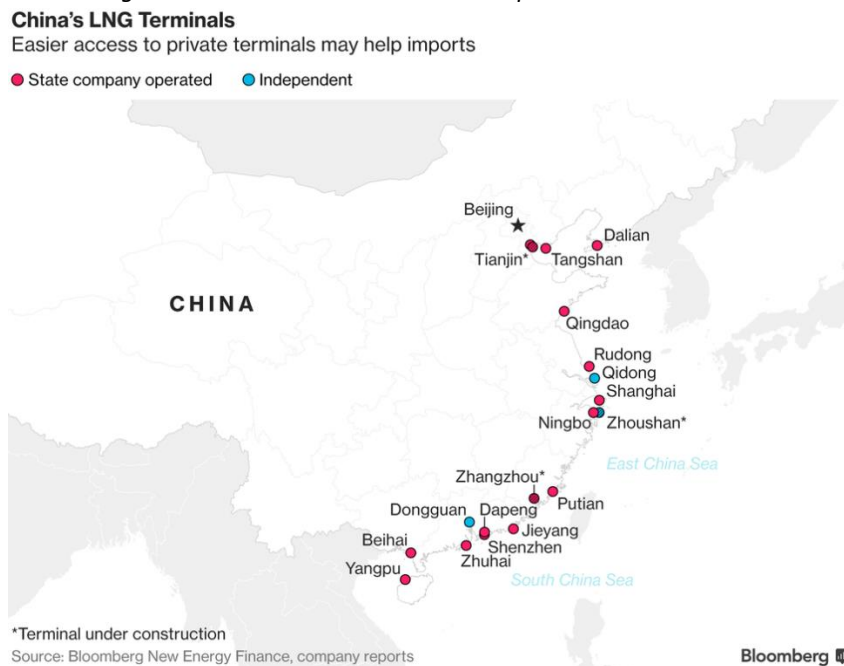 China's LNG Terminals
Easier access to private terminals may help imports
State company operated Independent
Beijing
Dalian
Tianjin* Tangshan
CHINA
Qingdao
Rudong
Qidong
Shanghai
Ningbo Zhoushan*
East China Sea
Zhangzhou*
Putian
Dongguan Dapeng
Jieyang
Beihai
Shenzhen
Zhuhai
Yangpu
South China Sea
*Terminal under construction
Source: Bloomberg New Energy Finance, company reports
Bloomberg